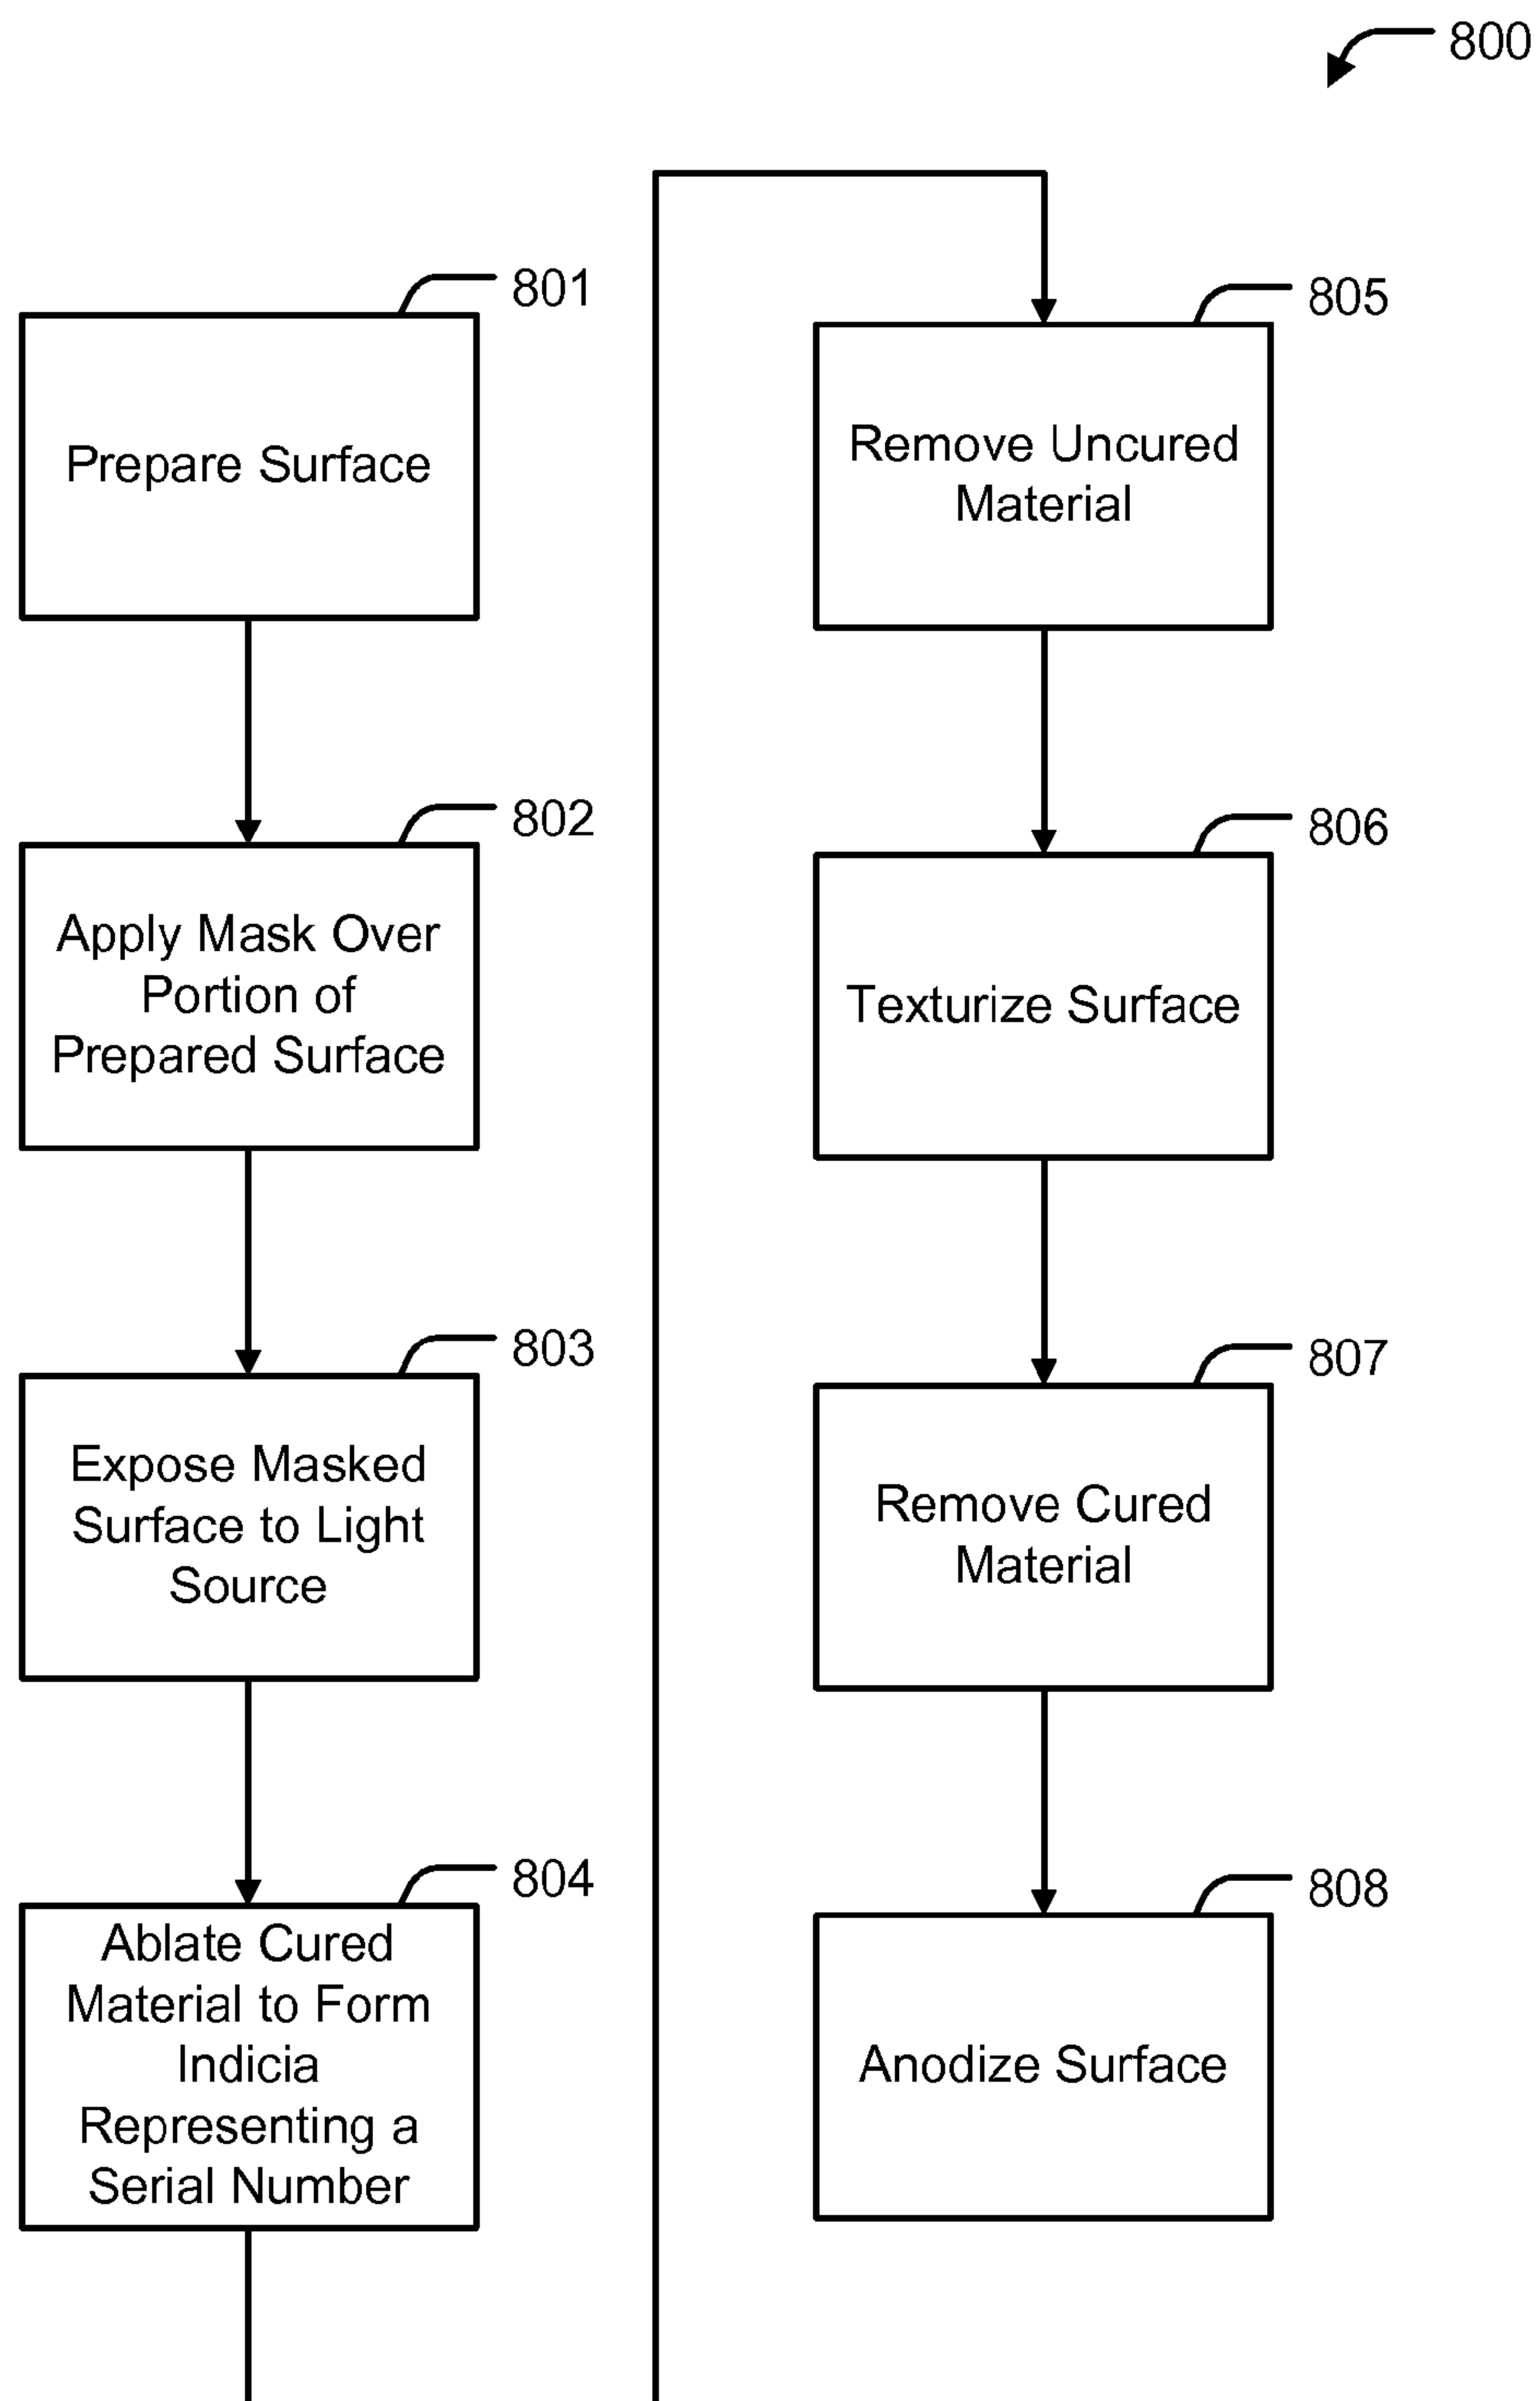 800
801
Prepare Surface
802
Apply Mask Over
Portion of
Prepared Surface
803
Expose Masked
Surface to Light
Source
804
Ablate Cured
Material to Form
Indicia
Representing a
Serial Number
805
Remove Uncured
Material
806
Texturize Surface
807
Remove Cured
Material
808
Anodize Surface